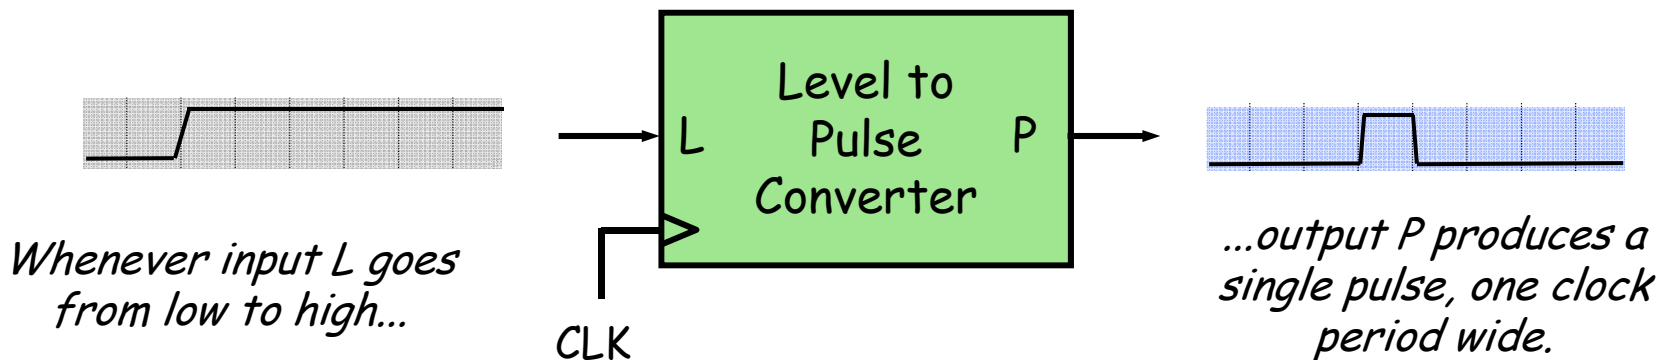 Level to
Pulse
Converter
L
P
CLK
Whenever input L goes
from low to high...
...output P produces a
single pulse, one clock
period wide.